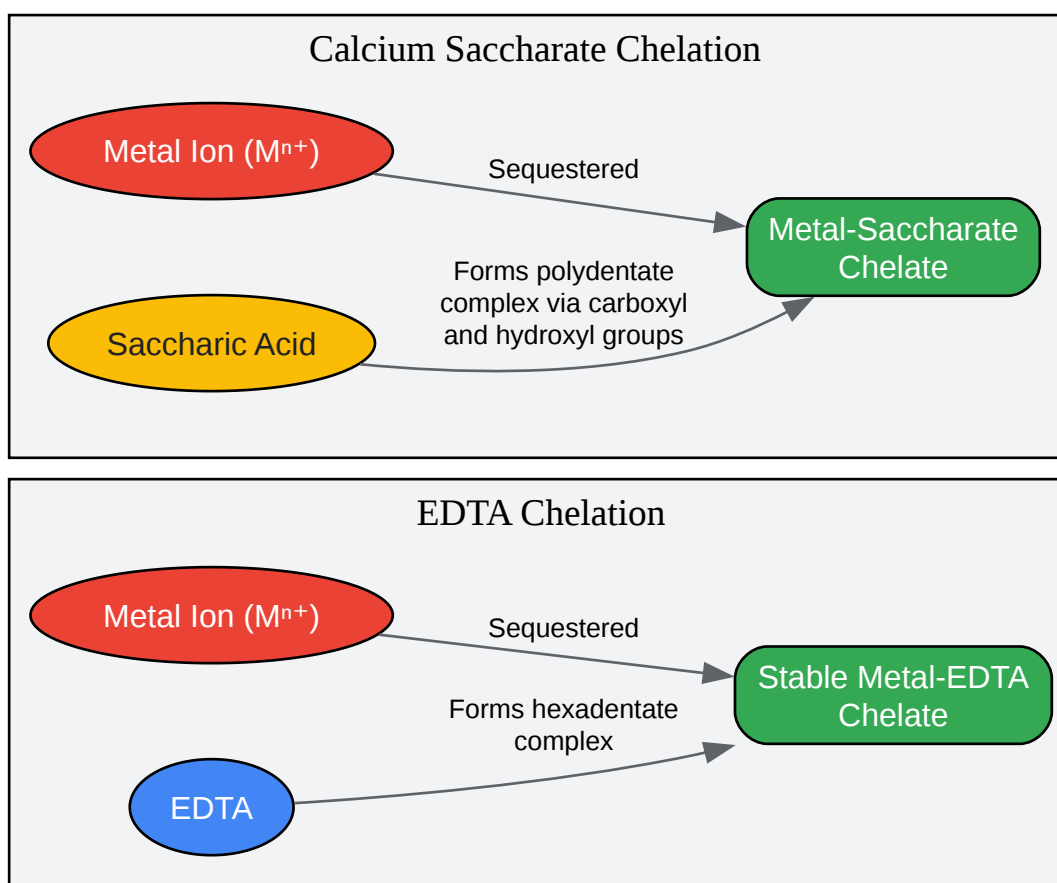 Calcium Saccharate Chelation
Metal Ion (Mⁿ⁺)
Sequestered
Metal-Saccharate
Chelate
Forms polydentate
complex via carboxyl
and hydroxyl groups
Saccharic Acid
EDTA Chelation
Metal Ion (Mⁿ⁺)
Sequestered
Stable Metal-EDTA
Chelate
Forms hexadentate
complex
EDTA